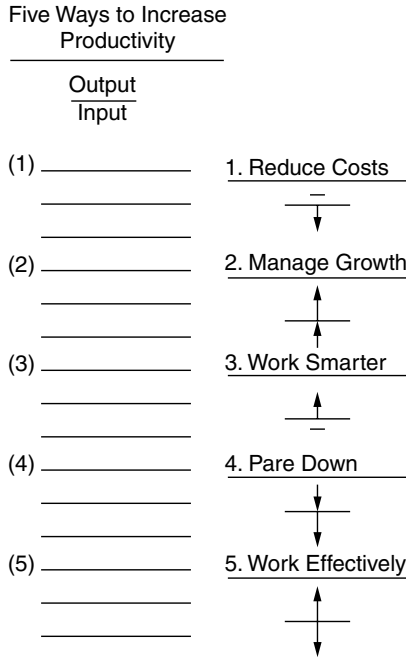 Five Ways to Increase
Productivity
Output
Input
(1)
1. Reduce Costs
(2)
2. Manage Growth
(3)
3. Work Smarter
(4)
4. Pare Down
(5)
5. Work Effectively